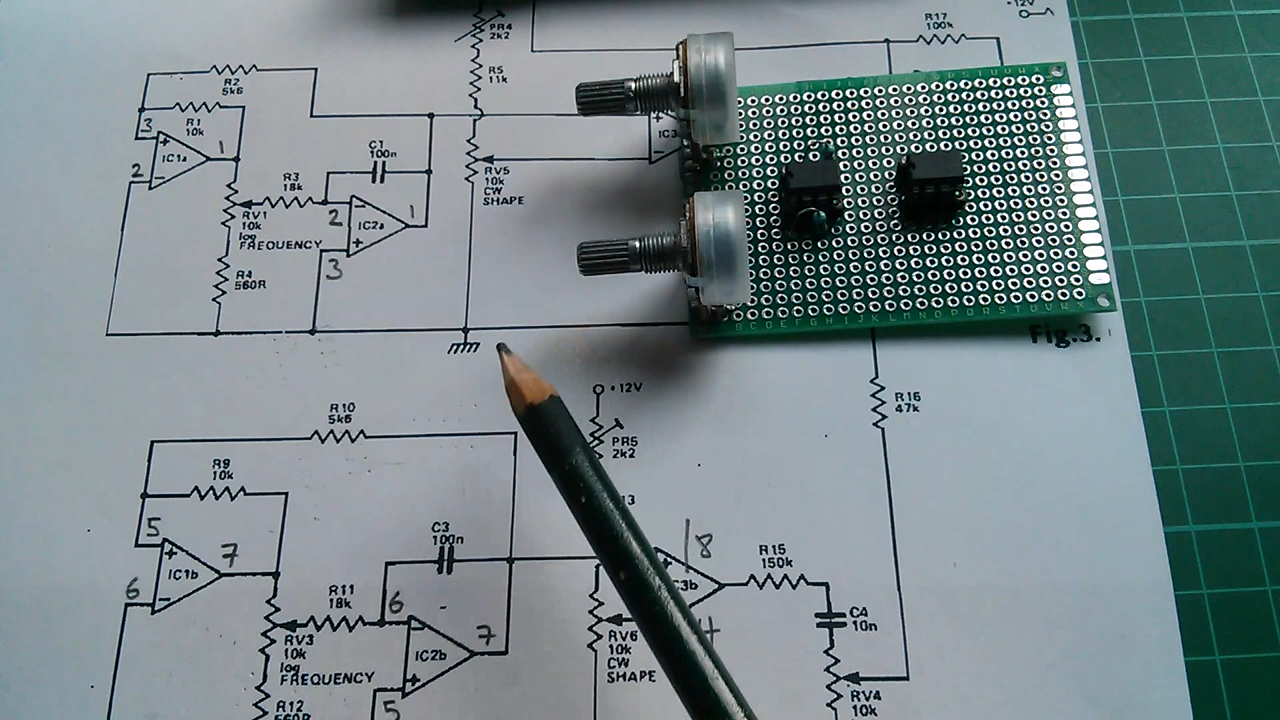 +12V
PR4
2k2
R17
100k
R2
5k6
R5
11k
R1
10k
3
+
IC1a
1
2
−
C1
100n
+
IC3
−
R3
18k
RV5
10k
CW
SHAPE
RV1
10k
log
FREQUENCY
2
−
IC2a
1
+
3
R4
560R
Fig.3.
+12V
R10
5k6
R16
47k
PR5
2k2
R9
10k
13
5
+
IC1b
7
6
−
C3
100n
8
+
C3b
R15
150k
R11
18k
6
−
IC2b
7
+
5
C4
10n
4
RV3
10k
log
FREQUENCY
RV6
10k
CW
SHAPE
R12
560R
RV4
10k